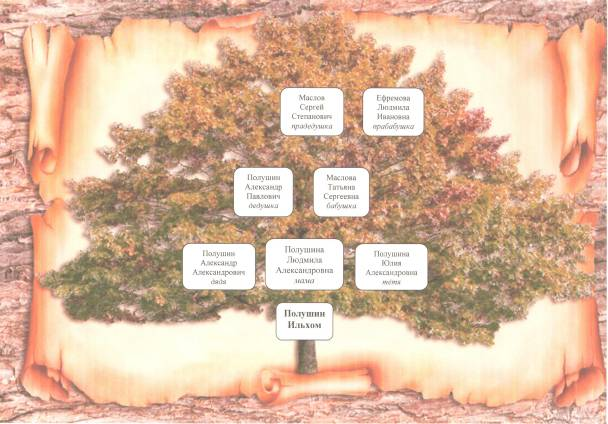 Маслов
Сергей
Степанович
прадедушка
Ефремова
Людмила
Ивановна
прабабушка
Полушин
Александр
Павлович
дедушка
Маслова
Татьяна
Сергеевна
бабушка
Полушин
Александр
Александрович
дядя
Полушина
Людмила
Александровна
мама
Полушина
Юлия
Александровна
тётя
Полушин
Ильхом